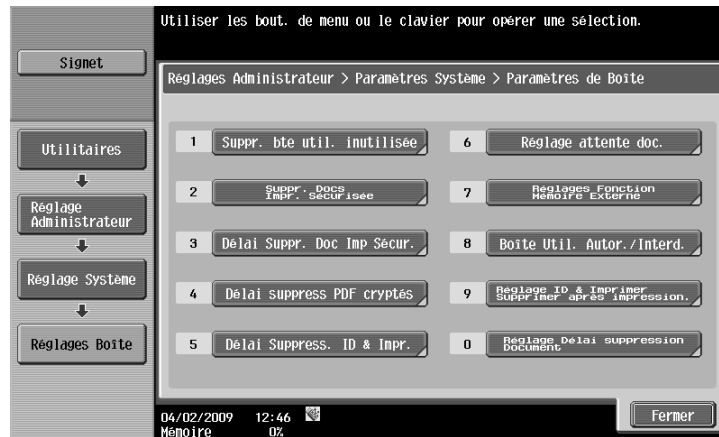 Utiliser les bout. de menu ou le clavier pour opérer une sélection.
Signet
Réglages Administrateur > Paramètres Système > Paramètres de Boîte
Utilitaires
Réglage
Administrateur
Réglage Système
Réglages Boîte
1 Suppr. bte util. inutilisée
2 Suppr. Docs
Impr. Sécurisée
3 Délai Suppr. Doc Imp Sécur.
4 Délai suppress PDF cryptés
5 Délai Suppress. ID & Impr.
6 Réglage attente doc.
7 Réglages Fonction
Mémoire Externe
8 Boîte Util. Autor./Interd.
9 Réglage ID & Imprimer
Supprimer après impression.
0 Réglage Délai suppression
Document
04/02/2009 12:46
Mémoire 0%
Fermer